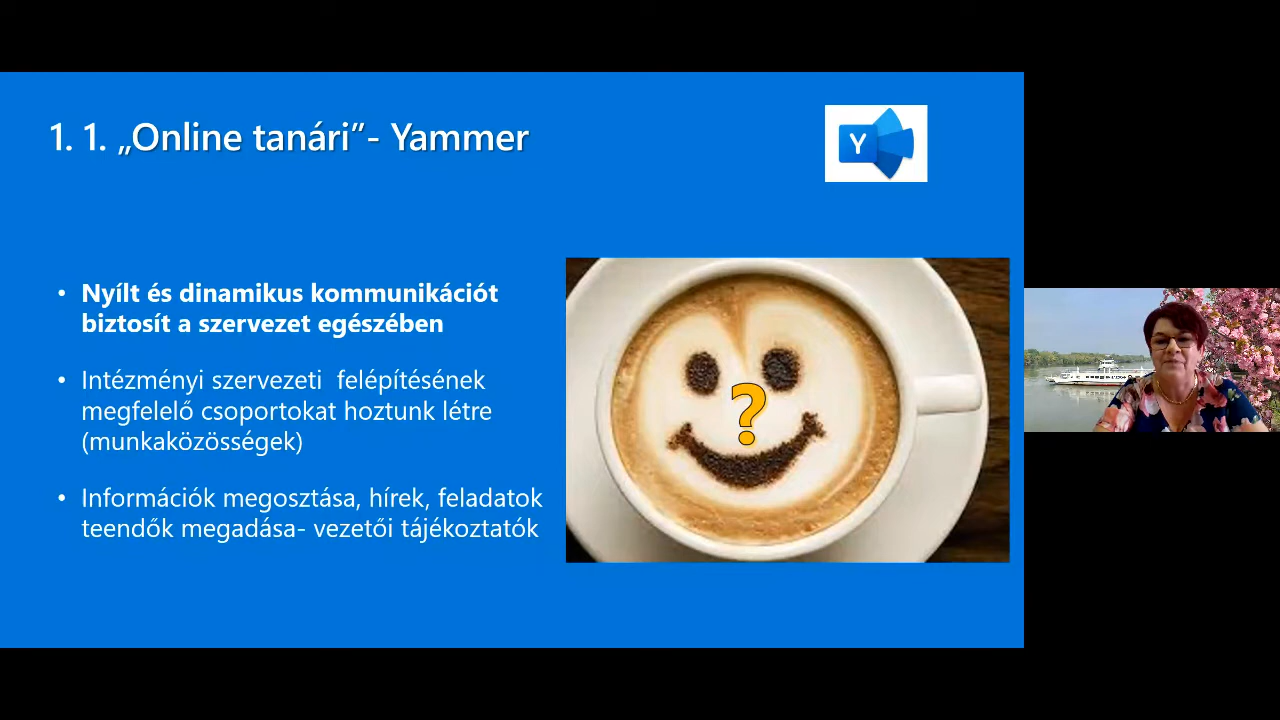 1. 1. „Online tanári”- Yammer
Y
• Nyílt és dinamikus kommunikációt
biztosít a szervezet egészében
• Intézményi szervezeti  felépítésének
megfelelő csoportokat hoztunk létre
(munkaközösségek)
• Információk megosztása, hírek, feladatok
teendők megadása- vezetői tájékoztatók
?